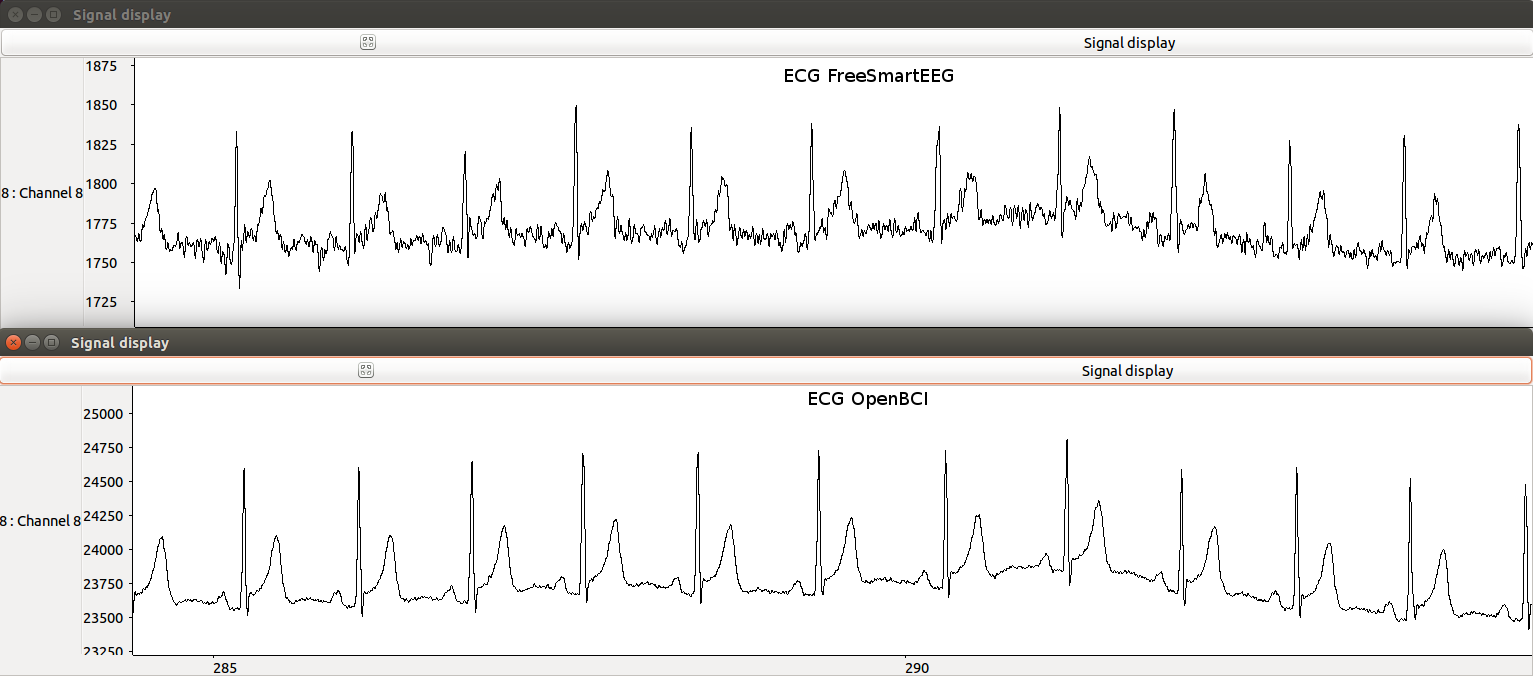 Signal display
Signal display
ECG FreeSmartEEG
1875
1850
1825
1800
8 : Channel 8
1775
1750
1725
Signal display
Signal display
ECG OpenBCI
25000
24750
24500
24250
8 : Channel 8
24000
23750
23500
23250
285 290